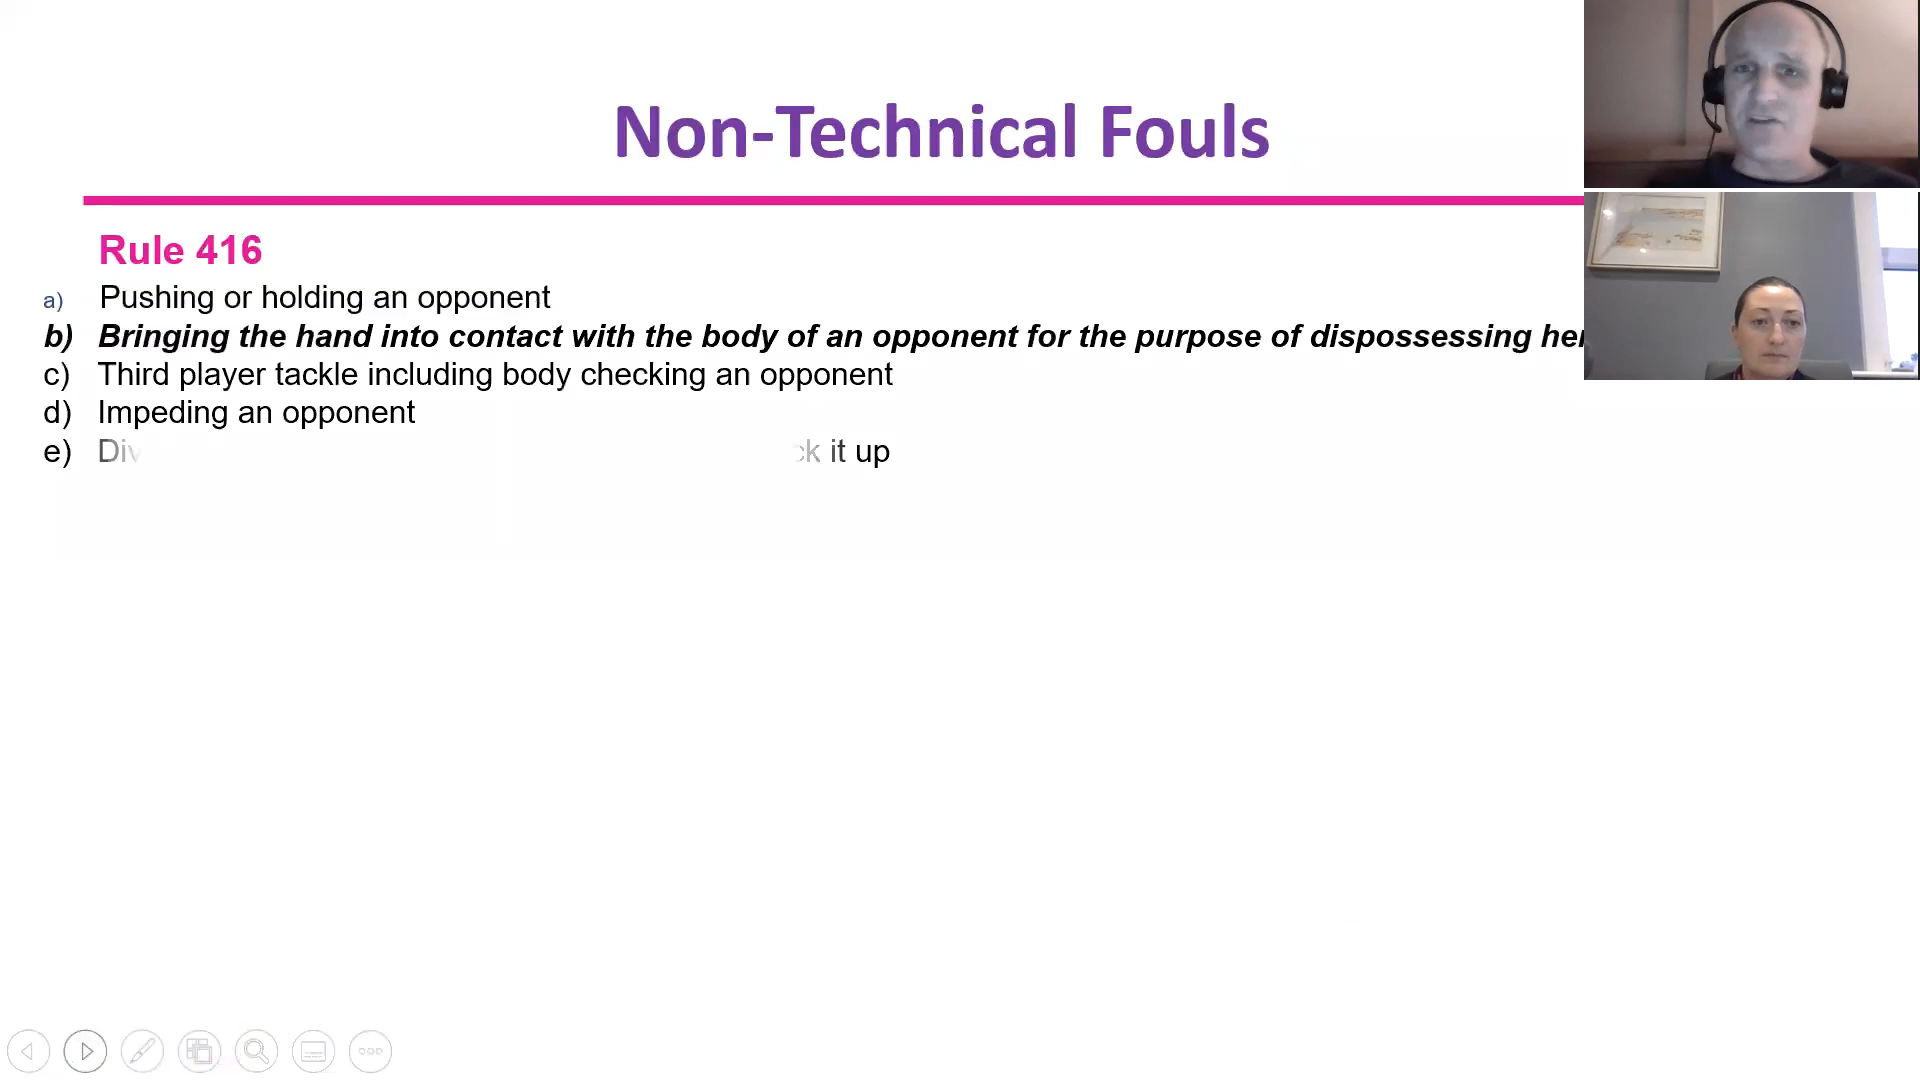 Non-Technical Fouls
Rule 416
a) Pushing or holding an opponent
b) Bringing the hand into contact with the body of an opponent for the purpose of dispossessing
c) Third player tackle including body checking an opponent
d) Impeding an opponent
e) it up